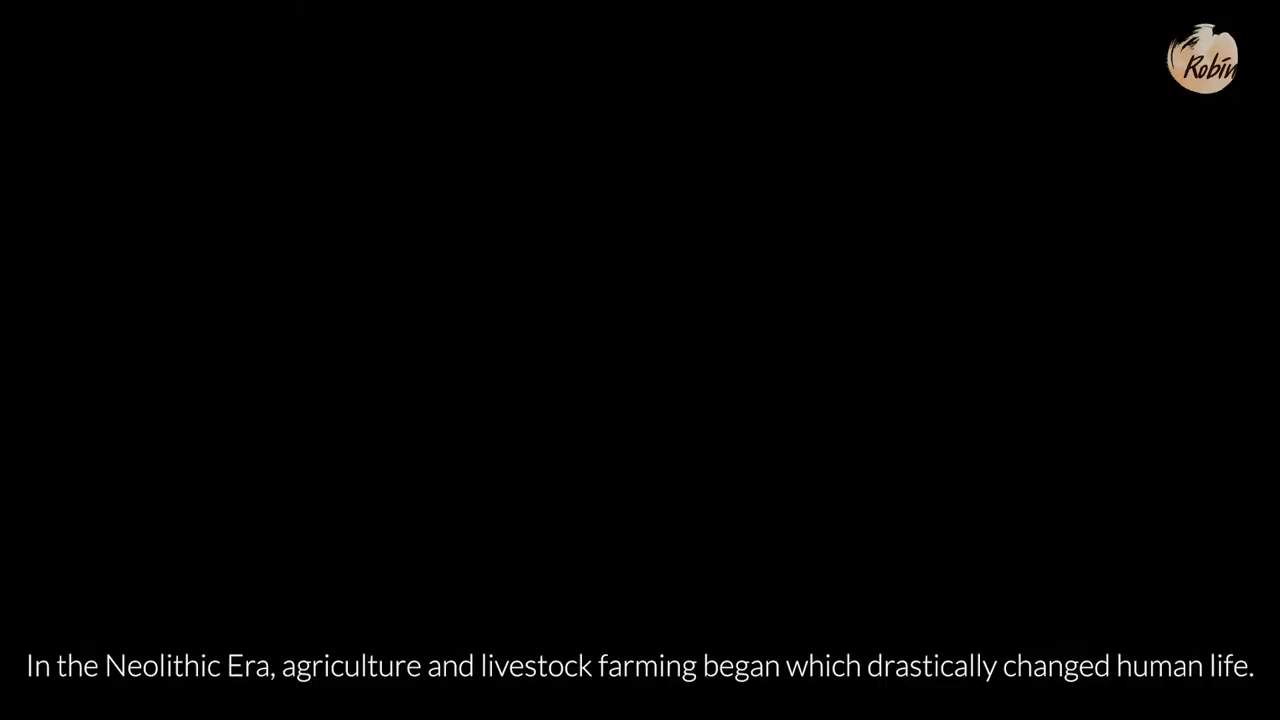 Robin
In the Neolithic Era, agriculture and livestock farming began which drastically changed human life.